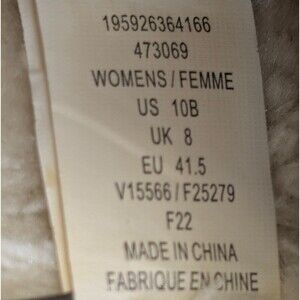 195926364166
473069
WOMENS / FEMME
US 10B
UK 8
EU 41.5
V15566 / F25279
F22
MADE IN CHINA
FABRIQUE EN CHINE